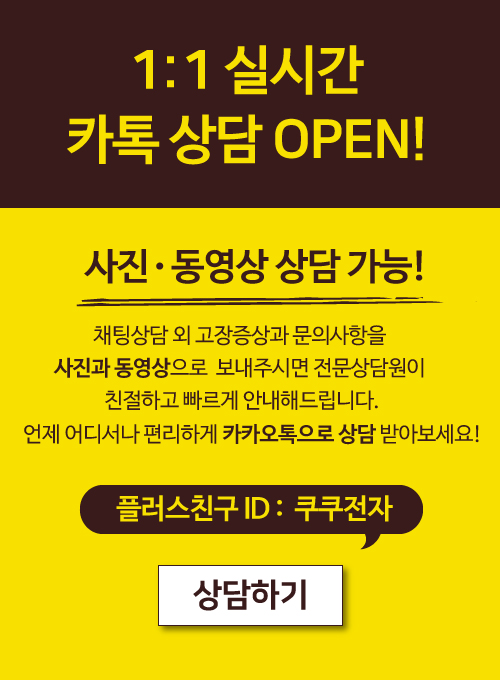 1:1 실시간
카톡 상담 OPEN!
사진·동영상 상담 가능!
채팅상담 외 고장증상과 문의사항을
사진과 동영상으로 보내주시면 전문상담원이
친절하고 빠르게 안내해드립니다.
언제 어디서나 편리하게 카카오톡으로 상담 받아보세요!
플러스친구 ID : 쿠쿠전자
상담하기